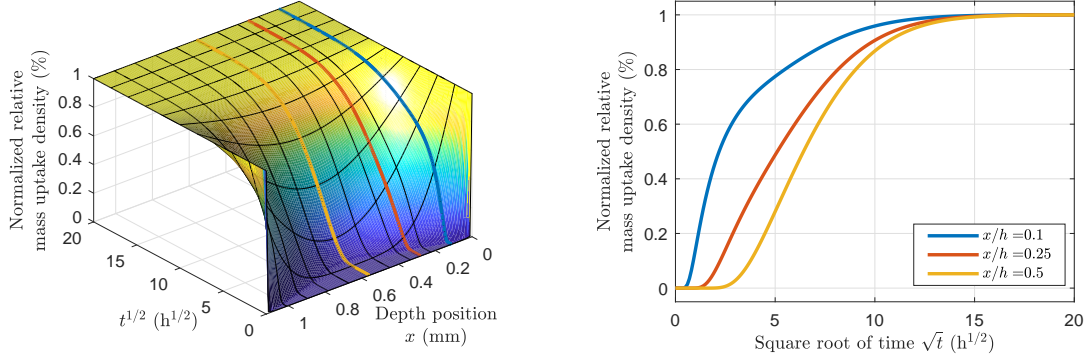 Normalized relative
mass uptake density (%)
1
0.8
0.6
0.4
0.2
0
20
15
10
5
0
t^{1/2} (h^{1/2})
1
0.8
0.6
0.4
0.2
0
Depth position
x (mm)
Normalized relative
mass uptake density (%)
1
0.8
0.6
0.4
0.2
0
0
5
10
15
20
Square root of time √t (h^{1/2})
x/h =0.1
x/h =0.25
x/h =0.5